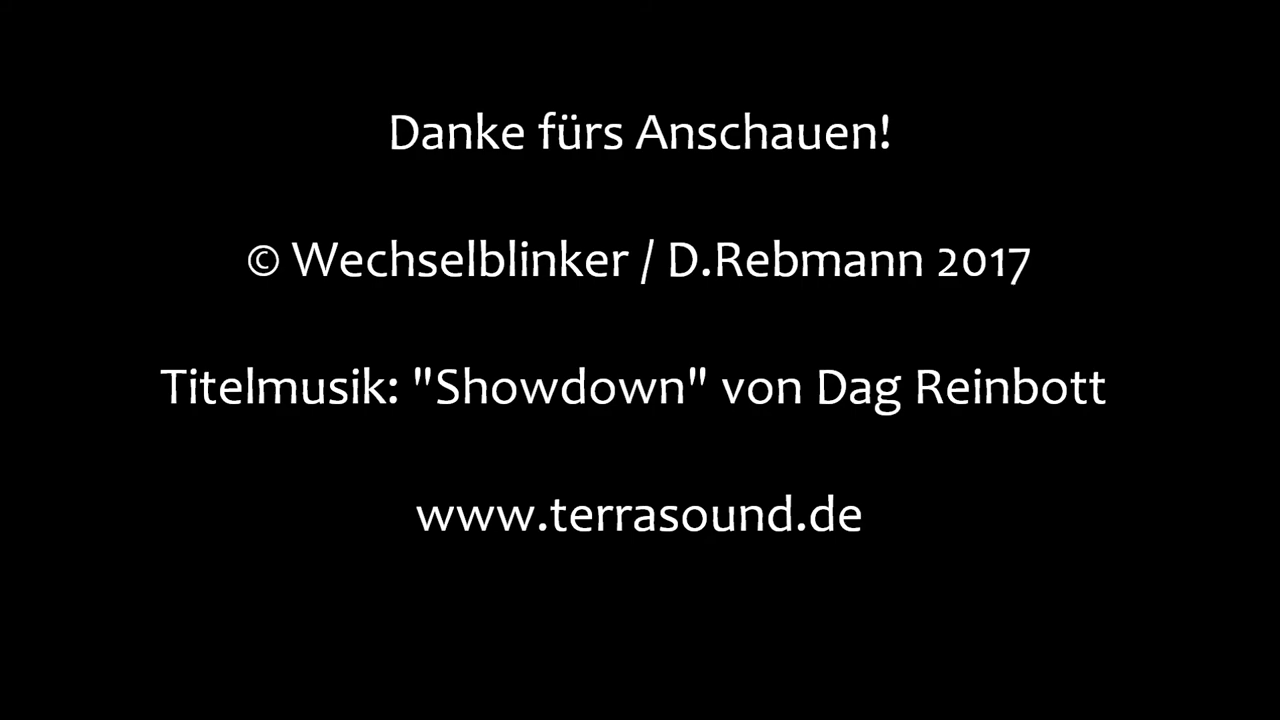 Danke fürs Anschauen!
© Wechselblinker / D.Rebmann 2017
Titelmusik: "Showdown" von Dag Reinbott
www.terrasound.de